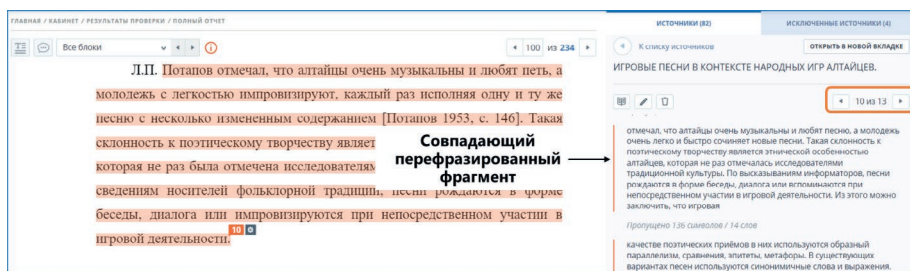 ГЛАВНАЯ / КАБИНЕТ / РЕЗУЛЬТАТЫ ПРОВЕРКИ / ПОЛНЫЙ ОТЧЕТ
Все блоки
100 из 234
Л.П. Потапов отмечал, что алтайцы очень музыкальны и любят петь, а
молодежь с легкостью импровизируют, каждый раз исполняя одну и ту же
песню с несколько измененным содержанием [Потапов 1953, с. 146]. Такая
склонность к поэтическому творчеству являет
которая не раз была отмечена исследователям
сведениям носителей фольклорной традиции, песни рождаются в форме
беседы, диалога или импровизируются при непосредственном участии в
игровой деятельности. 10
Совпадающий
перефразированный
фрагмент
ИСТОЧНИКИ (82)
ИСКЛЮЧЕННЫЕ ИСТОЧНИКИ (4)
К списку источников
ОТКРЫТЬ В НОВОЙ ВКЛАДКЕ
ИГРОВЫЕ ПЕСНИ В КОНТЕКСТЕ НАРОДНЫХ ИГР АЛТАЙЦЕВ.
10 из 13
отмечал, что алтайцы очень музыкальны и любят песню, а молодежь
очень легко и быстро сочиняет новые песни. Такая склонность к
поэтическому творчеству является этнической особенностью
алтайцев, которая не раз отмечалась исследователями
традиционной культуры. По высказываниям информаторов, песни
рождаются в форме беседы, диалога или вспоминаются при
непосредственном участии в игровой деятельности. Из этого можно
заключить, что игровая
Пропущено 136 символов / 14 слов
качестве поэтических приёмов в них используются образный
параллелизм, сравнения, эпитеты, метафоры. В существующих
вариантах песен используются синонимичные слова и выражения.